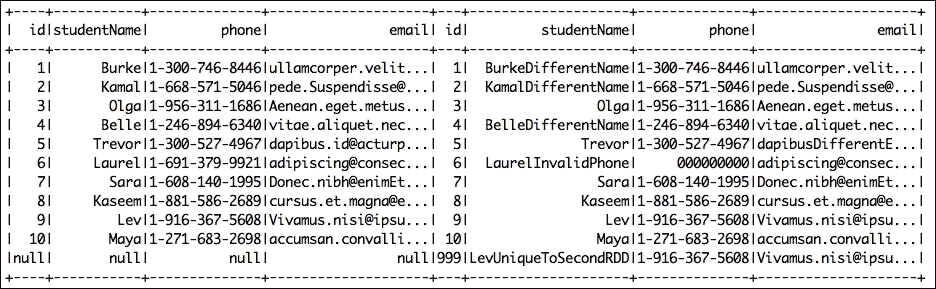 +----+-----------+--------------+--------------------+---+------------------+--------------+--------------------+
| id|studentName| phone| email| id| studentName| phone| email|
+----+-----------+--------------+--------------------+---+------------------+--------------+--------------------+
| 1| Burke|1-300-746-8446|ullamcorper.velit...| 1|BurkeDifferentName|1-300-746-8446|ullamcorper.velit...|
| 2| Kamal|1-668-571-5046|pede.Suspendisse@...| 2|KamalDifferentName|1-668-571-5046|pede.Suspendisse@...|
| 3| Olga|1-956-311-1686|Aenean.eget.metus...| 3| Olga|1-956-311-1686|Aenean.eget.metus...|
| 4| Belle|1-246-894-6340|vitae.aliquet.nec...| 4|BelleDifferentName|1-246-894-6340|vitae.aliquet.nec...|
| 5| Trevor|1-300-527-4967|dapibus.id@acturp...| 5| Trevor|1-300-527-4967|dapibusDifferentE...|
| 6| Laurel|1-691-379-9921|adipiscing@consec...| 6|LaurelInvalidPhone| 000000000|adipiscing@consec...|
| 7| Sara|1-608-140-1995|Donec.nibh@enimEt...| 7| Sara|1-608-140-1995|Donec.nibh@enimEt...|
| 8| Kaseem|1-881-586-2689|cursus.et.magna@e...| 8| Kaseem|1-881-586-2689|cursus.et.magna@e...|
| 9| Lev|1-916-367-5608|Vivamus.nisi@ipsu...| 9| Lev|1-916-367-5608|Vivamus.nisi@ipsu...|
| 10| Maya|1-271-683-2698|accumsan.convalli...| 10| Maya|1-271-683-2698|accumsan.convalli...|
|null| null| null| null|999|LevUniqueToSecondRDD|1-916-367-5608|Vivamus.nisi@ipsu...|
+----+-----------+--------------+--------------------+---+------------------+--------------+--------------------+